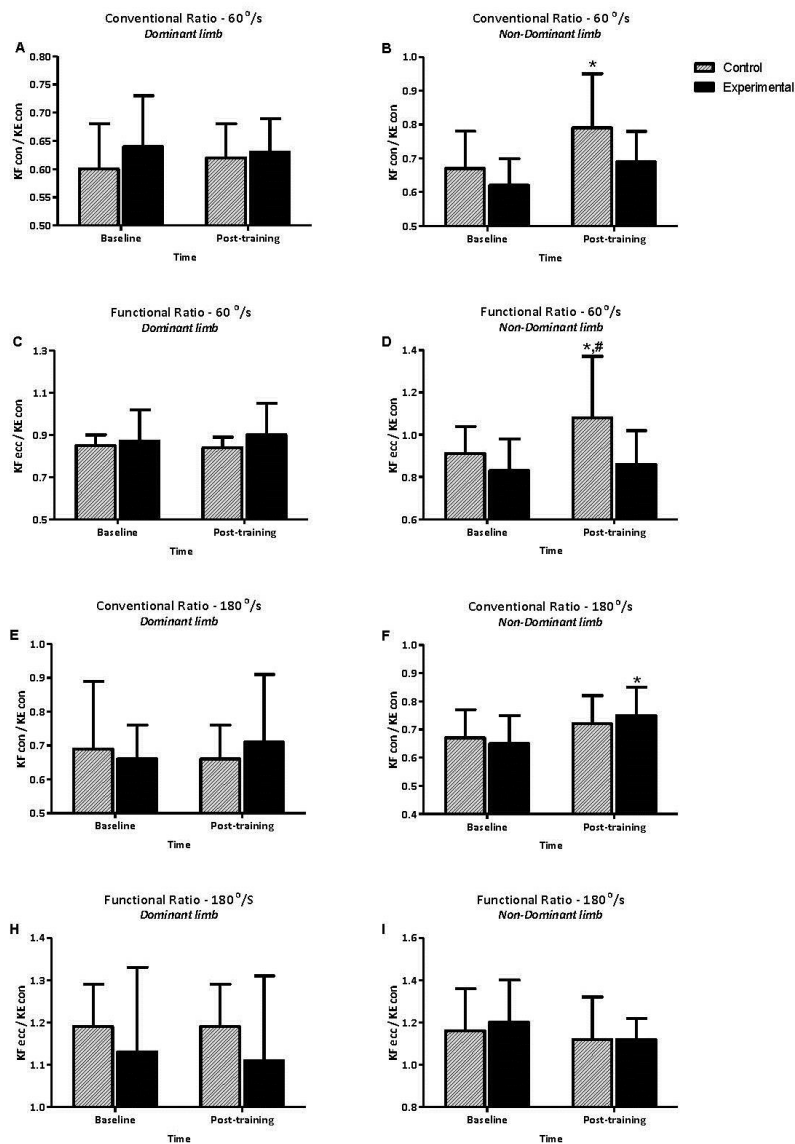 Conventional Ratio - 60 o/s
Dominant limb
A
KF con / KE con
0.80
0.75
0.70
0.65
0.60
0.55
0.50
Baseline
Post-training
Time
Conventional Ratio - 60 o/s
Non-Dominant limb
B
KF con / KE con
1.0
0.9
0.8
0.7
0.6
0.5
*
Baseline
Post-training
Time
Control
Experimental
Functional Ratio - 60 o/s
Dominant limb
C
KF ecc / KE con
1.3
1.1
0.9
0.7
0.5
Baseline
Post-training
Time
Functional Ratio - 60 o/s
Non-Dominant limb
D
KF ecc / KE con
1.4
1.2
1.0
0.8
0.6
*,#
Baseline
Post-training
Time
Conventional Ratio - 180 o/s
Dominant limb
E
KF con / KE con
1.0
0.9
0.8
0.7
0.6
0.5
Baseline
Post-training
Time
Conventional Ratio - 180 o/s
Non-Dominant limb
F
KF con / KE con
1.0
0.9
0.8
0.7
0.6
0.5
0.4
*
Baseline
Post-training
Time
Functional Ratio - 180 o/S
Dominant limb
H
KF ecc / KE con
1.4
1.3
1.2
1.1
1.0
Baseline
Post-training
Time
Functional Ratio - 180 o/s
Non-Dominant limb
I
KF ecc / KE con
1.6
1.4
1.2
1.0
0.8
Baseline
Post-training
Time